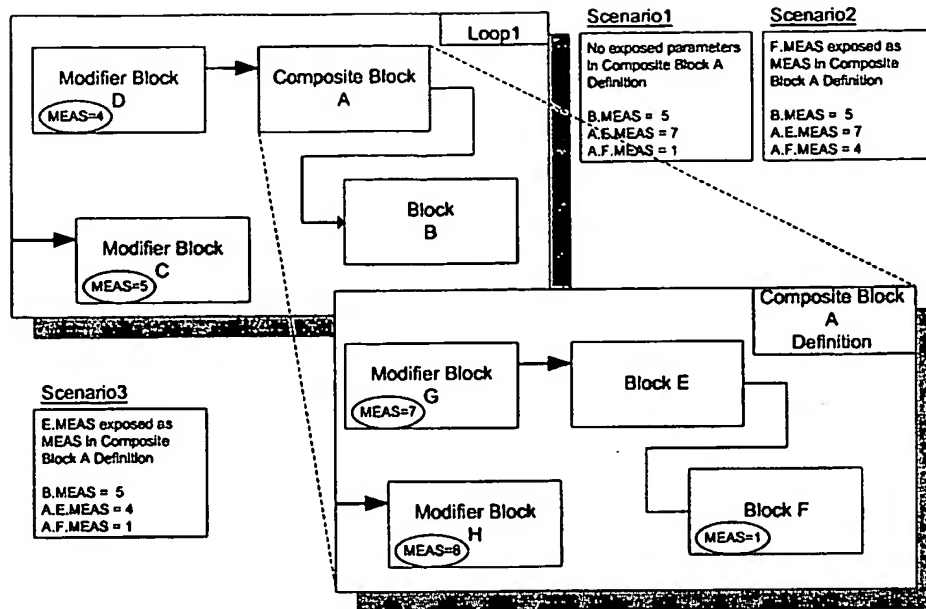 Loop1
Modifier Block
D
MEAS=4
Composite Block
A
Block
B
Modifier Block
C
MEAS=5
Scenario1
No exposed parameters
in Composite Block A
Definition
B.MEAS = 5
A.E.MEAS = 7
A.F.MEAS = 1
Scenario2
F.MEAS exposed as
MEAS in Composite
Block A Definition
B.MEAS = 5
A.E.MEAS = 7
A.F.MEAS = 4
Composite Block
A
Definition
Modifier Block
G
MEAS=7
Block E
Modifier Block
H
MEAS=8
Block F
MEAS=1
Scenario3
E.MEAS exposed as
MEAS in Composite
Block A Definition
B.MEAS = 5
A.E.MEAS = 4
A.F.MEAS = 1